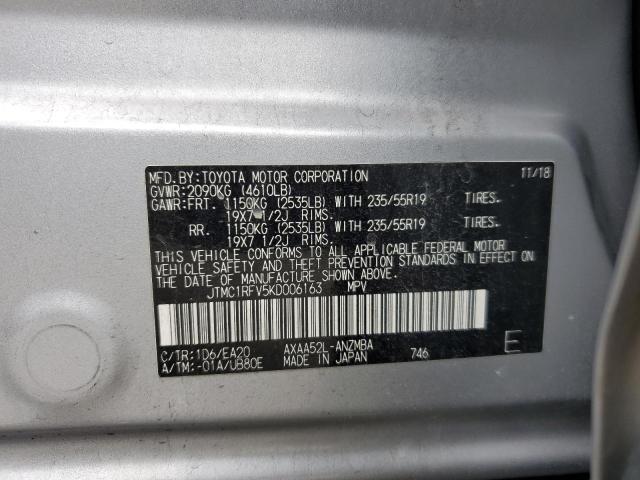 MFD.BY:TOYOTA MOTOR CORPORATION 11/18
GVWR:2090KG (4610LB)
GAWR:FRT. 1150KG (2535LB) WITH 235/55R19 TIRES.
19X7 1/2J RIMS.
RR. 1150KG (2535LB) WITH 235/55R19 TIRES.
19X7 1/2J RIMS.
THIS VEHICLE CONFORMS TO ALL APPLICABLE FEDERAL MOTOR
VEHICLE SAFETY AND THEFT PREVENTION STANDARDS IN EFFECT ON
THE DATE OF MANUFACTURE SHOWN ABOVE.
JTMC1RFV5KD006163 MPV
C/TR:1D6/EA20 AXAA52L-ANZMBA
A/TM:-01A/UB80E MADE IN JAPAN 746 E